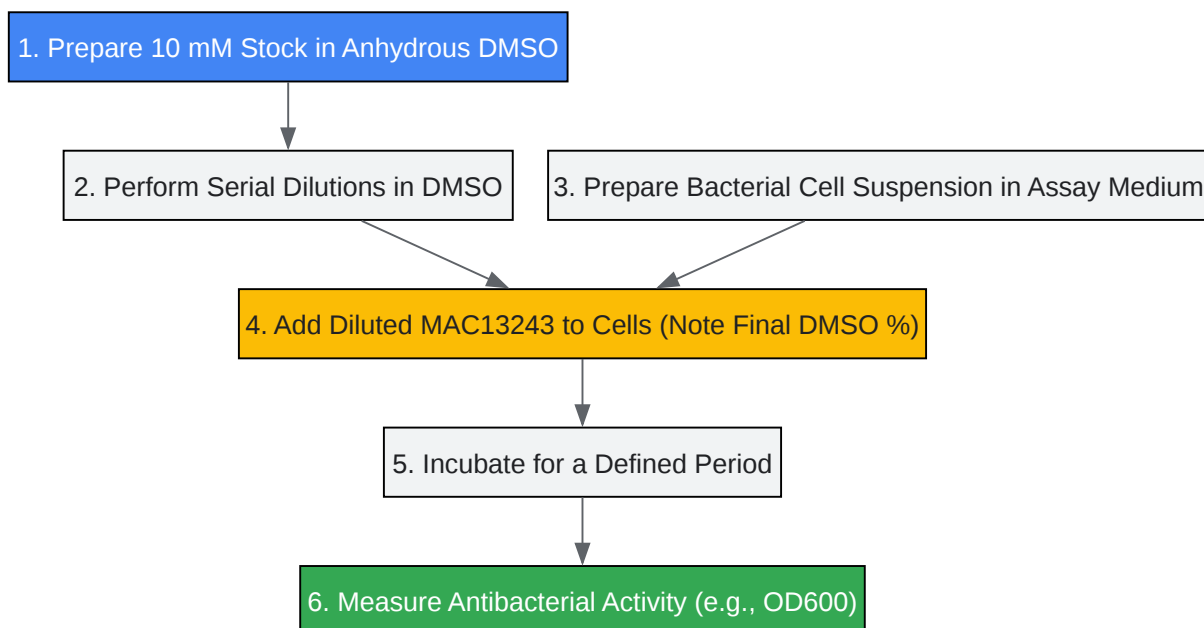 1. Prepare 10 mM Stock in Anhydrous DMSO
2. Perform Serial Dilutions in DMSO
3. Prepare Bacterial Cell Suspension in Assay Medium
4. Add Diluted MAC13243 to Cells (Note Final DMSO %)
5. Incubate for a Defined Period
6. Measure Antibacterial Activity (e.g., OD600)